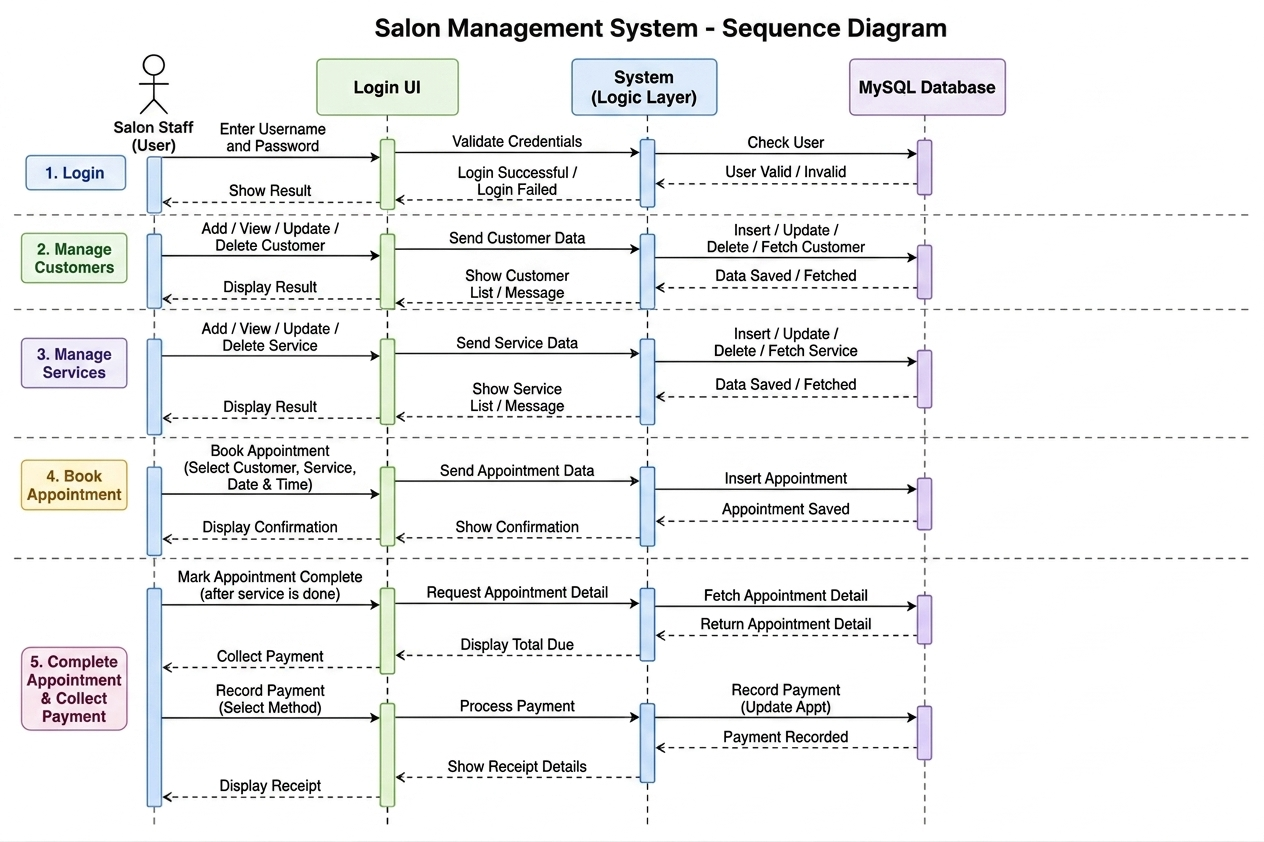 Salon Management System - Sequence Diagram
Salon Staff
(User)
Login UI
System
(Logic Layer)
MySQL Database
1. Login
Enter Username
and Password
Validate Credentials
Check User
User Valid / Invalid
Login Successful /
Login Failed
Show Result
2. Manage
Customers
Add / View / Update /
Delete Customer
Send Customer Data
Insert / Update /
Delete / Fetch Customer
Data Saved / Fetched
Show Customer
List / Message
Display Result
3. Manage
Services
Add / View / Update /
Delete Service
Send Service Data
Insert / Update /
Delete / Fetch Service
Data Saved / Fetched
Show Service
List / Message
Display Result
4. Book
Appointment
Book Appointment
(Select Customer, Service,
Date & Time)
Send Appointment Data
Insert Appointment
Appointment Saved
Show Confirmation
Display Confirmation
5. Complete
Appointment
& Collect
Payment
Mark Appointment Complete
(after service is done)
Request Appointment Detail
Fetch Appointment Detail
Return Appointment Detail
Display Total Due
Collect Payment
Record Payment
(Select Method)
Process Payment
Record Payment
(Update Appt)
Payment Recorded
Show Receipt Details
Display Receipt